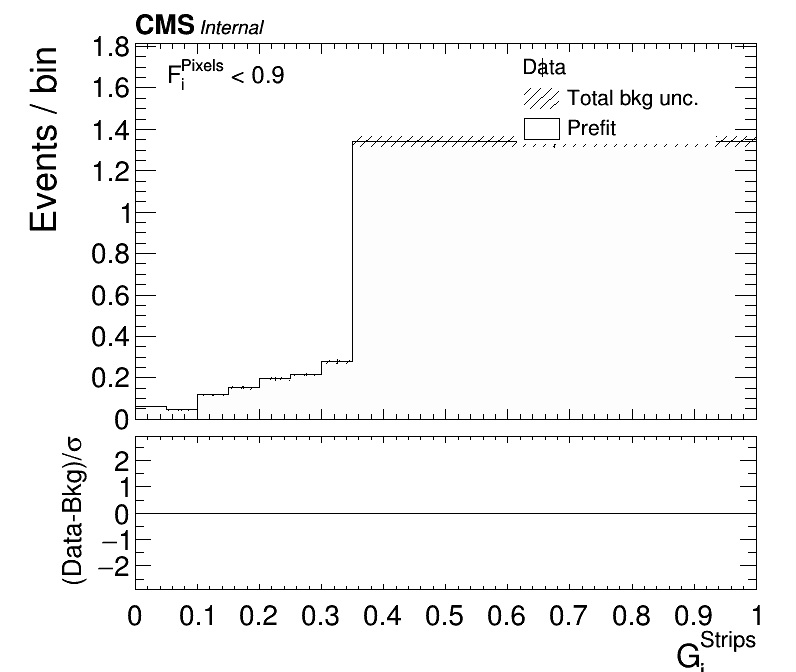 CMS Internal
F_i^Pixels < 0.9
Data
Total bkg unc.
Prefit
Events / bin
1.8
1.6
1.4
1.2
1
0.8
0.6
0.4
0.2
0
(Data-Bkg)/σ
2
1
0
−1
−2
0 0.1 0.2 0.3 0.4 0.5 0.6 0.7 0.8 0.9 1
G_i^Strips